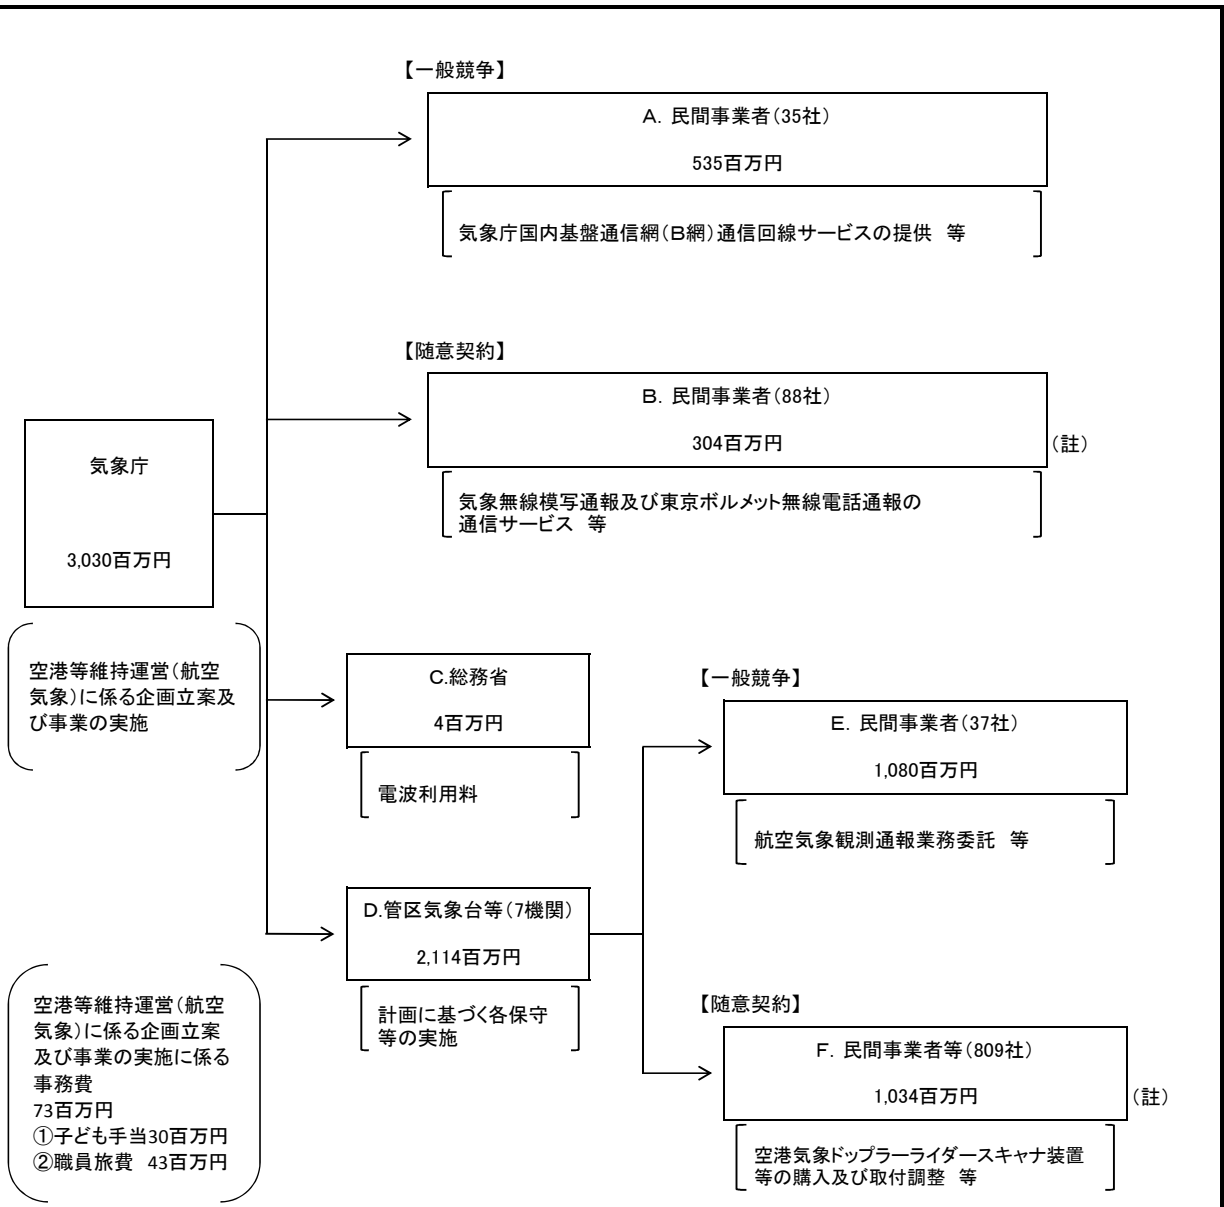 【一般競争】
A. 民間事業者（35社）
535百万円
気象庁国内基盤通信網（B網）通信回線サービスの提供　等
【随意契約】
B. 民間事業者（88社）
304百万円
（註）
気象無線模写通報及び東京ボルメット無線電話通報の
通信サービス　等
気象庁
3,030百万円
空港等維持運営（航空
気象）に係る企画立案及
び事業の実施
C.総務省
4百万円
電波利用料
【一般競争】
E. 民間事業者（37社）
1,080百万円
航空気象観測通報業務委託　等
D.管区気象台等（7機関）
2,114百万円
計画に基づく各保守
等の実施
【随意契約】
F. 民間事業者等（809社）
1,034百万円
（註）
空港気象ドップラーライダースキャナ装置
等の購入及び取付調整　等
空港等維持運営（航空
気象）に係る企画立案
及び事業の実施に係る
事務費
73百万円
①子ども手当30百万円
②職員旅費　43百万円